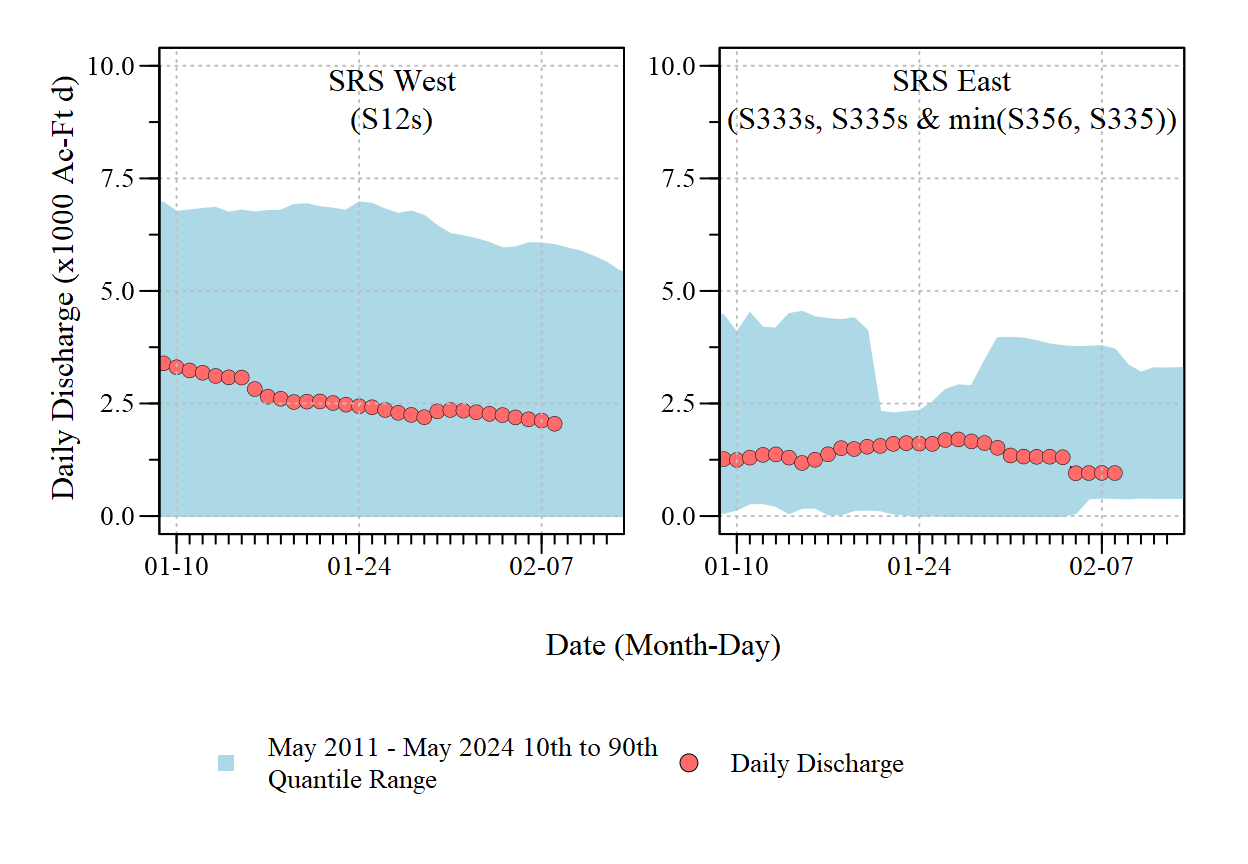 SRS West
(S12s)
Daily Discharge (x1000 Ac-Ft d)
10.0
7.5
5.0
2.5
0.0
01-10
01-24
02-07
SRS East
(S333s, S335s & min(S356, S335))
10.0
7.5
5.0
2.5
0.0
01-10
01-24
02-07
Date (Month-Day)
May 2011 - May 2024 10th to 90th
Quantile Range
Daily Discharge